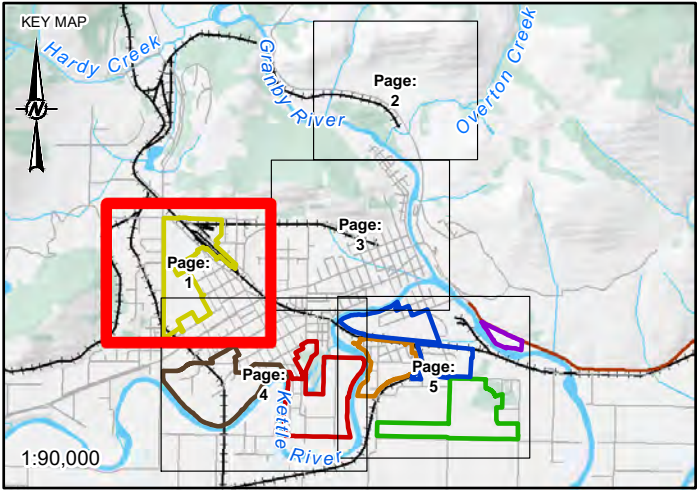 KEY MAP
Hardy Creek
N
Granby River
Overton Creek
Page:
2
Page:
3
Page:
1
Page:
4
Page:
5
Kettle River
1:90,000